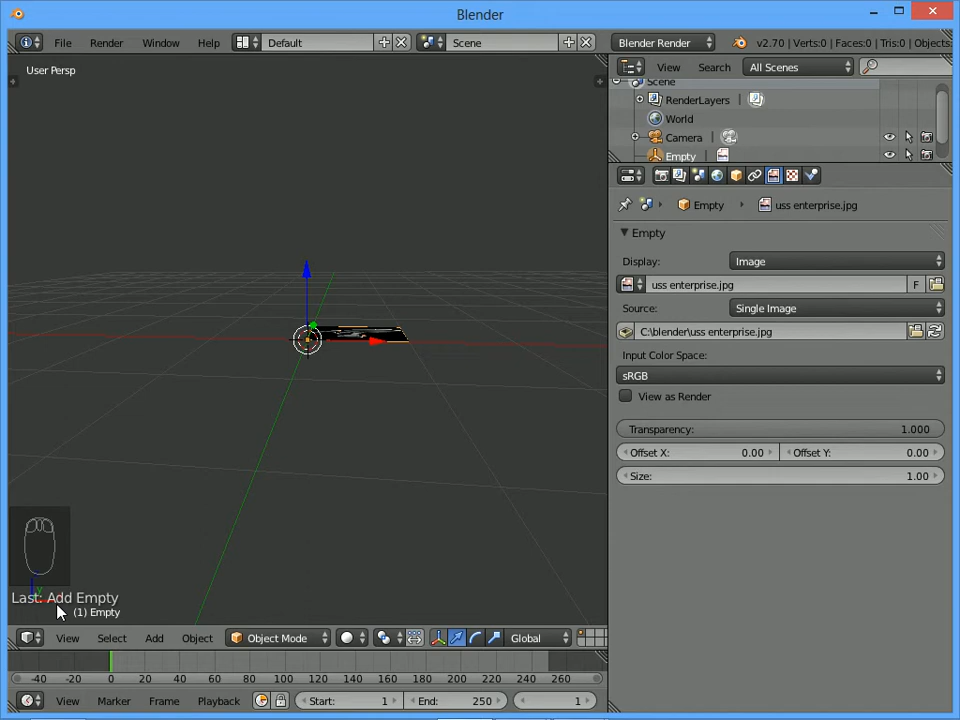 Blender
File Render Window Help Default Scene Blender Render v2.70 | Verts:0 | Faces:0 | Tris:0 | Objects:
User Persp
View Search All Scenes
Scene
RenderLayers
World
Camera
Empty
Empty uss enterprise.jpg
Empty
Display: Image
uss enterprise.jpg F
Source: Single Image
C:\blender\uss enterprise.jpg
Input Color Space:
sRGB
View as Render
Transparency: 1.000
Offset X: 0.00 Offset Y: 0.00
Size: 1.00
Last: Add Empty
(1) Empty
View Select Add Object Object Mode Global
-40 -20 0 20 40 60 80 100 120 140 160 180 200 220 240 260
View Marker Frame Playback Start: 1 End: 250 1